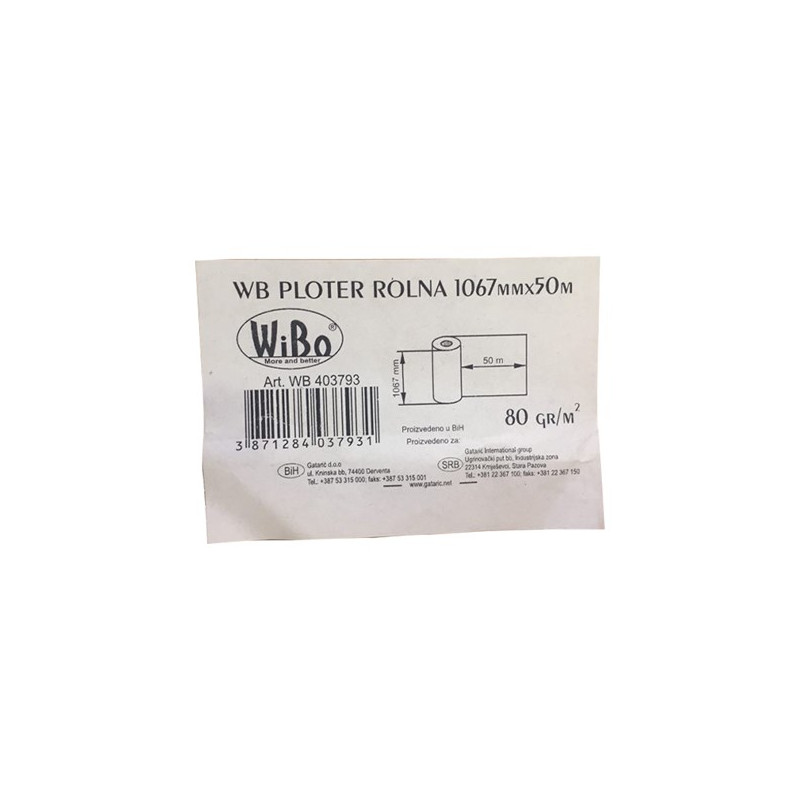 WB PLOTER ROLNA 1067MMX50M
WiBo®
More and better
Art. WB 403793
3 871284 037931
1067 mm
50 m
80 GR/M²
Proizvedeno u BiH
Proizvedeno za:
BiH
Gatarić d.o.o
ul. Kninska bb, 74400 Derventa
Tel.: +387 53 315 000; faks: +387 53 315 001
SRB
Gatarić International group
Ugrinovački put bb, Industrijska zona
22314 Krnješevci, Stara Pazova
Tel.: +381 22 367 100; faks: +381 22 367 150
www.gataric.net